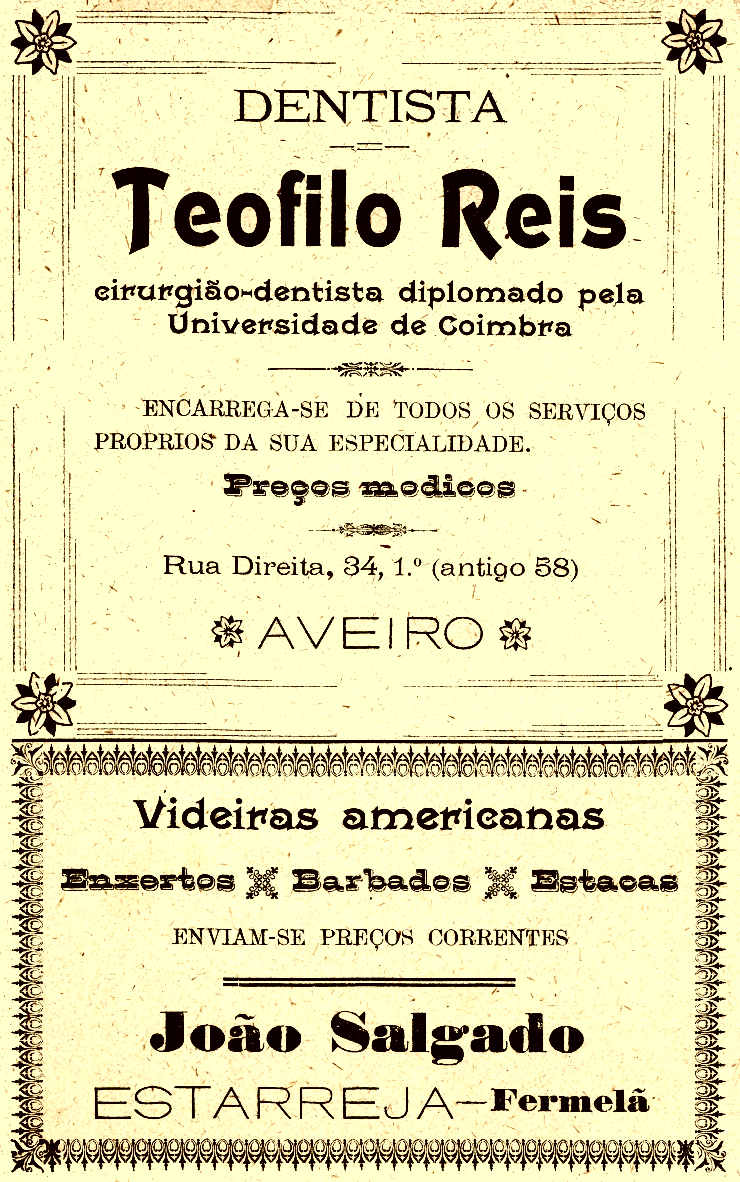 DENTISTA
Teofilo Reis
cirurgião-dentista diplomado pela
Universidade de Coimbra
ENCARREGA-SE DE TODOS OS SERVIÇOS
PROPRIOS DA SUA ESPECIALIDADE.
Preços modicos
Rua Direita, 34, 1.º (antigo 58)
AVEIRO
Videiras americanas
Enxertos Barbados Estacas
ENVIAM-SE PREÇOS CORRENTES
João Salgado
ESTARREJA—Fermelã